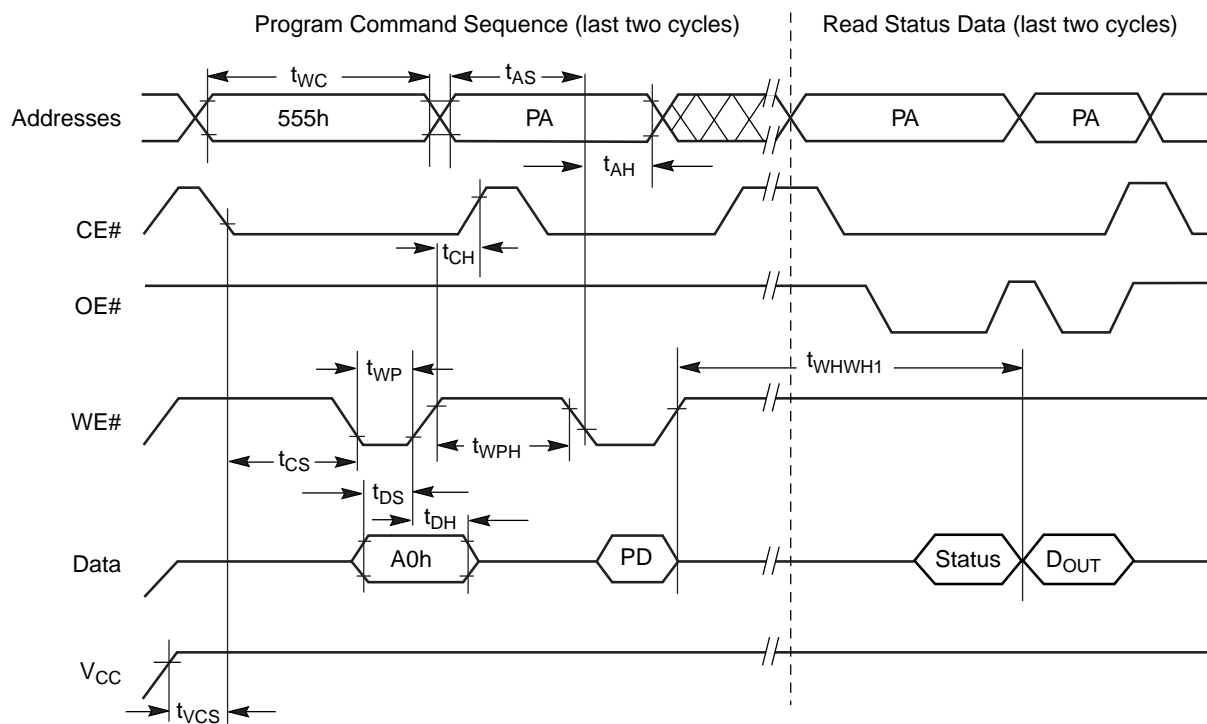 Program Command Sequence (last two cycles)
Read Status Data (last two cycles)
tWC
tAS
Addresses
555h
PA
PA
PA
tAH
CE#
tCH
OE#
tWP
tWHWH1
WE#
tCS
tWPH
tDS
tDH
Data
A0h
PD
Status
DOUT
VCC
tVCS